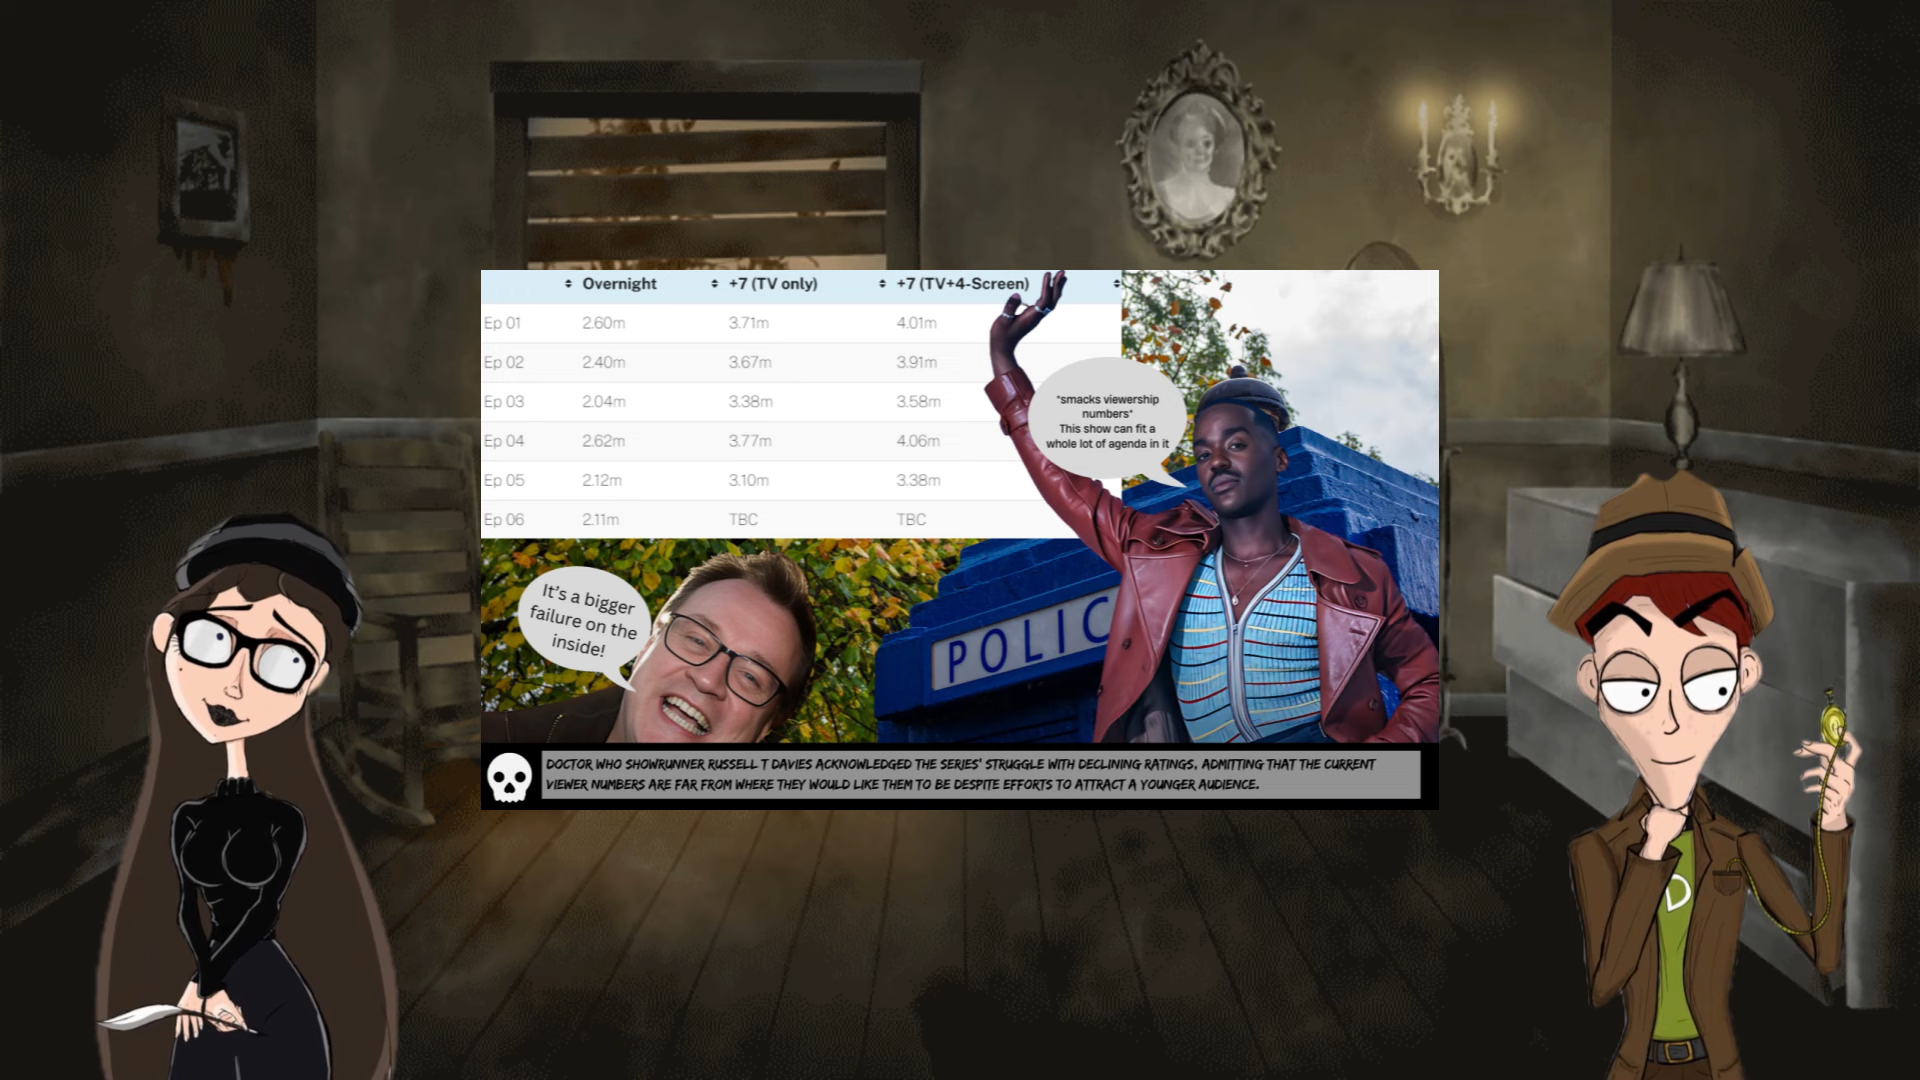 Overnight +7 (TV only) +7 (TV+4-Screen)
Ep 01 2.60m 3.71m 4.01m
Ep 02 2.40m 3.67m 3.91m
Ep 03 2.04m 3.38m 3.58m
Ep 04 2.62m 3.77m 4.06m
Ep 05 2.12m 3.10m 3.38m
Ep 06 2.11m TBC TBC
*smacks viewership
numbers*
This show can fit a
whole lot of agenda in it
It's a bigger
failure on the
inside!
POLIC
DOCTOR WHO SHOWRUNNER RUSSELL T DAVIES ACKNOWLEDGED THE SERIES' STRUGGLE WITH DECLINING RATINGS, ADMITTING THAT THE CURRENT
VIEWER NUMBERS ARE FAR FROM WHERE THEY WOULD LIKE THEM TO BE DESPITE EFFORTS TO ATTRACT A YOUNGER AUDIENCE.
D